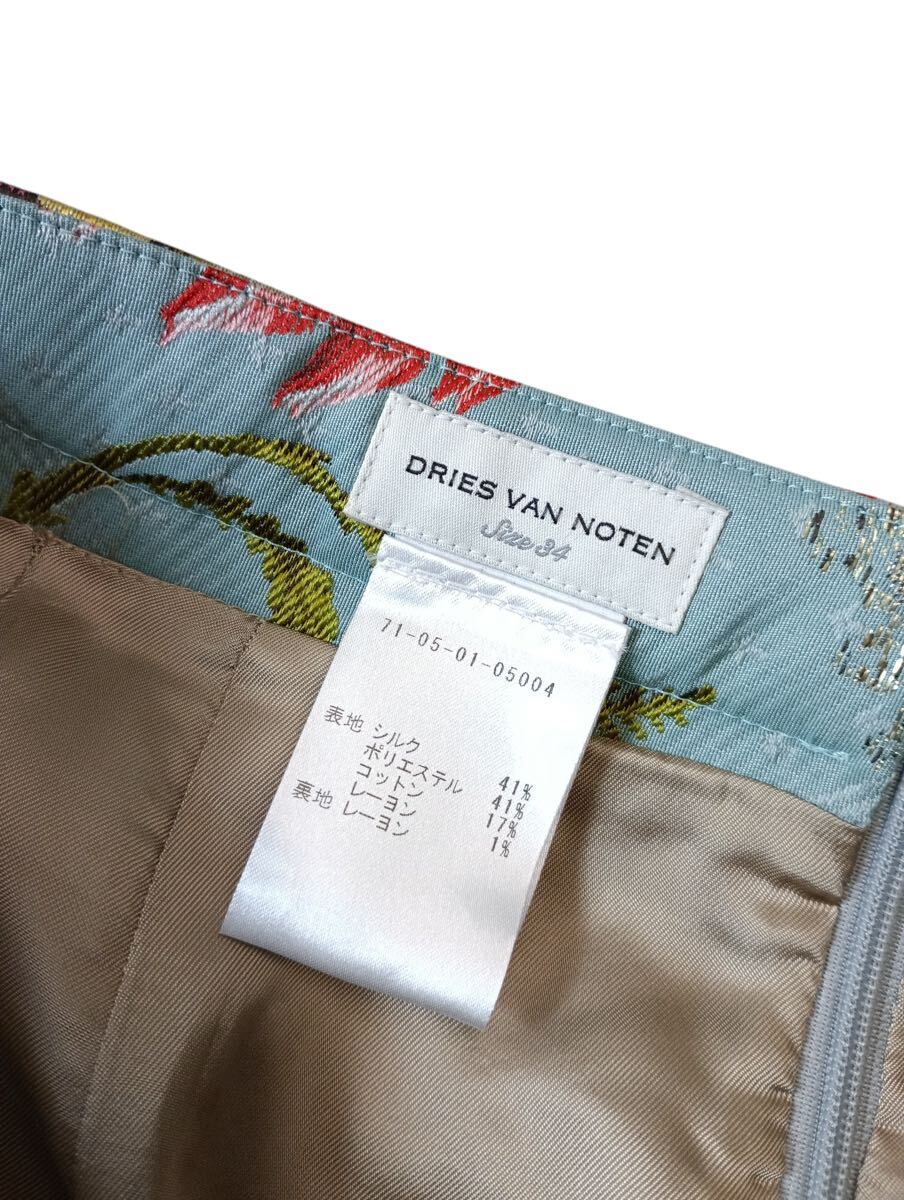 DRIES VAN NOTEN
Size 34
71-05-01-05004
表地 シルク 41%
ポリエステル 41%
コットン 17%
レーヨン 1%
裏地 レーヨン